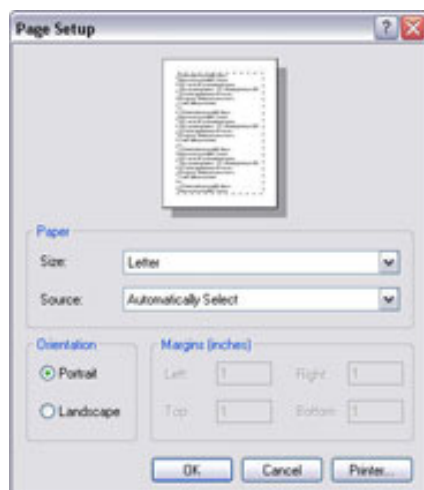 Page Setup
Paper
Size: Letter
Source: Automatically Select
Orientation
Portrait
Landscape
Margins (inches)
Left: 1 Right: 1
Top: 1 Bottom: 1
OK Cancel Printer...